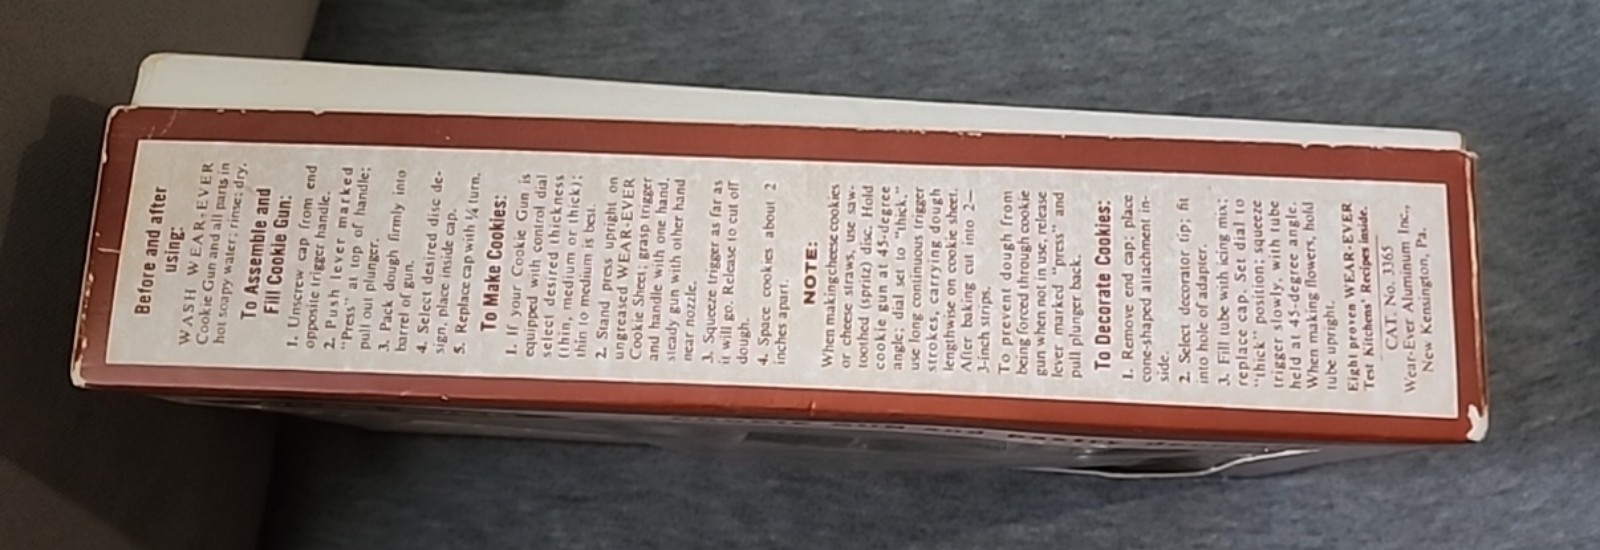 Before and after
using:
WASH WEAR-EVER
Cookie Gun and all parts in
hot soapy water; rinse; dry.
To Assemble and
Fill Cookie Gun:
1. Unscrew cap from end
opposite trigger handle.
2. Push lever marked
"Press" at top of handle;
pull out plunger.
3. Pack dough firmly into
barrel of gun.
4. Select desired disc de-
sign, place inside cap.
5. Replace cap with ¼ turn.
To Make Cookies:
1. If your Cookie Gun is
equipped with control dial
select desired thickness
(thin, medium or thick);
thin to medium is best.
2. Stand press upright on
ungreased WEAR-EVER
Cookie Sheet; grasp trigger
and handle with one hand,
steady gun with other hand
near nozzle.
3. Squeeze trigger as far as
it will go. Release to cut off
dough.
4. Space cookies about 2
inches apart.
NOTE:
When making cheese cookies
or cheese straws, use saw-
toothed (spritz) disc. Hold
cookie gun at 45-degree
angle; dial set to "thick,"
use long continuous trigger
strokes, carrying dough
lengthwise on cookie sheet.
After baking cut into 2—
3-inch strips.
To prevent dough from
being forced through cookie
gun when not in use, release
lever marked "press" and
pull plunger back.
To Decorate Cookies:
1. Remove end cap; place
cone-shaped attachment in-
side.
2. Select decorator tip; fit
into hole of adapter.
3. Fill tube with icing mix;
replace cap. Set dial to
"thick" position; squeeze
trigger slowly, with tube
held at 45-degree angle.
When making flowers, hold
tube upright.
Eight proven WEAR-EVER
Test Kitchens' Recipes inside.
CAT. No. 3365
Wear-Ever Aluminum Inc.,
New Kensington, Pa.